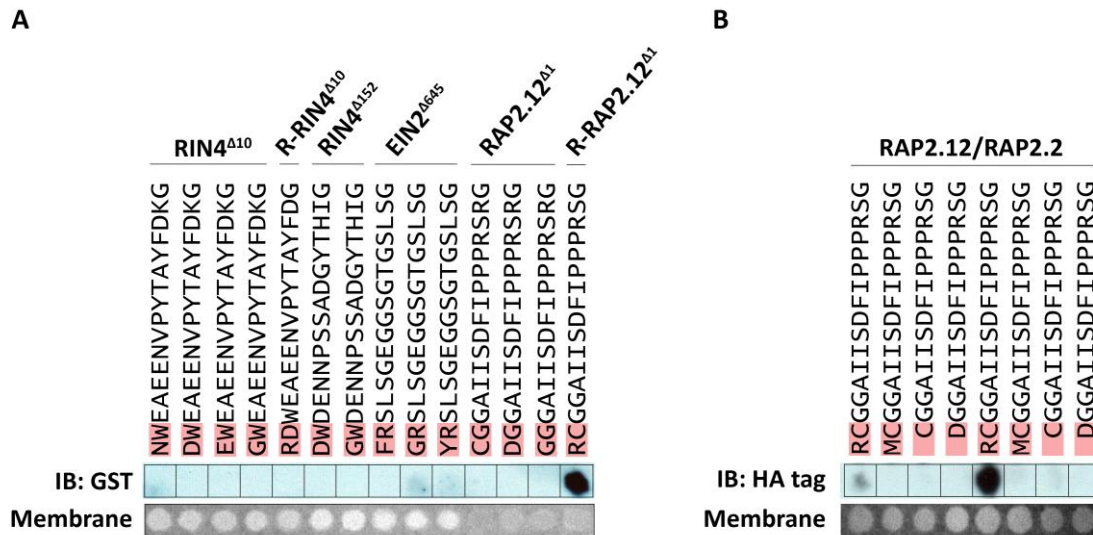 A
RIN4Δ10
R-RIN4Δ10
RIN4Δ152
EIN2Δ645
RAP2.12Δ1
R-RAP2.12Δ1
NWEAEENVPYTAYFDKG
DWEAEENVPYTAYFDKG
EWEAEENVPYTAYFDKG
GWEAEENVPYTAYFDKG
RDWEAEENVPYTAYFDG
DWDENNPSSADGYTHIG
GWDENNPSSADGYTHIG
FRSLSGEGGSGTGSLSG
GRSLSGEGGSGTGSLSG
YRSLSGEGGSGTGSLSG
CGGAIISDFIPPPRSRG
DGGAIISDFIPPPRSRG
GGAIISDFIPPPRSRG
RCGGAIISDFIPPPRSG
IB: GST
Membrane
B
RAP2.12/RAP2.2
RCGGAIISDFIPPPRSG
MCGGAIISDFIPPPRSG
CGGAIISDFIPPPRSG
DGGAIISDFIPPPRSG
RCGGAIISDFIPPPRSG
MCGGAIISDFIPPPRSG
CGGAIISDFIPPPRSG
DGGAIISDFIPPPRSG
IB: HA tag
Membrane